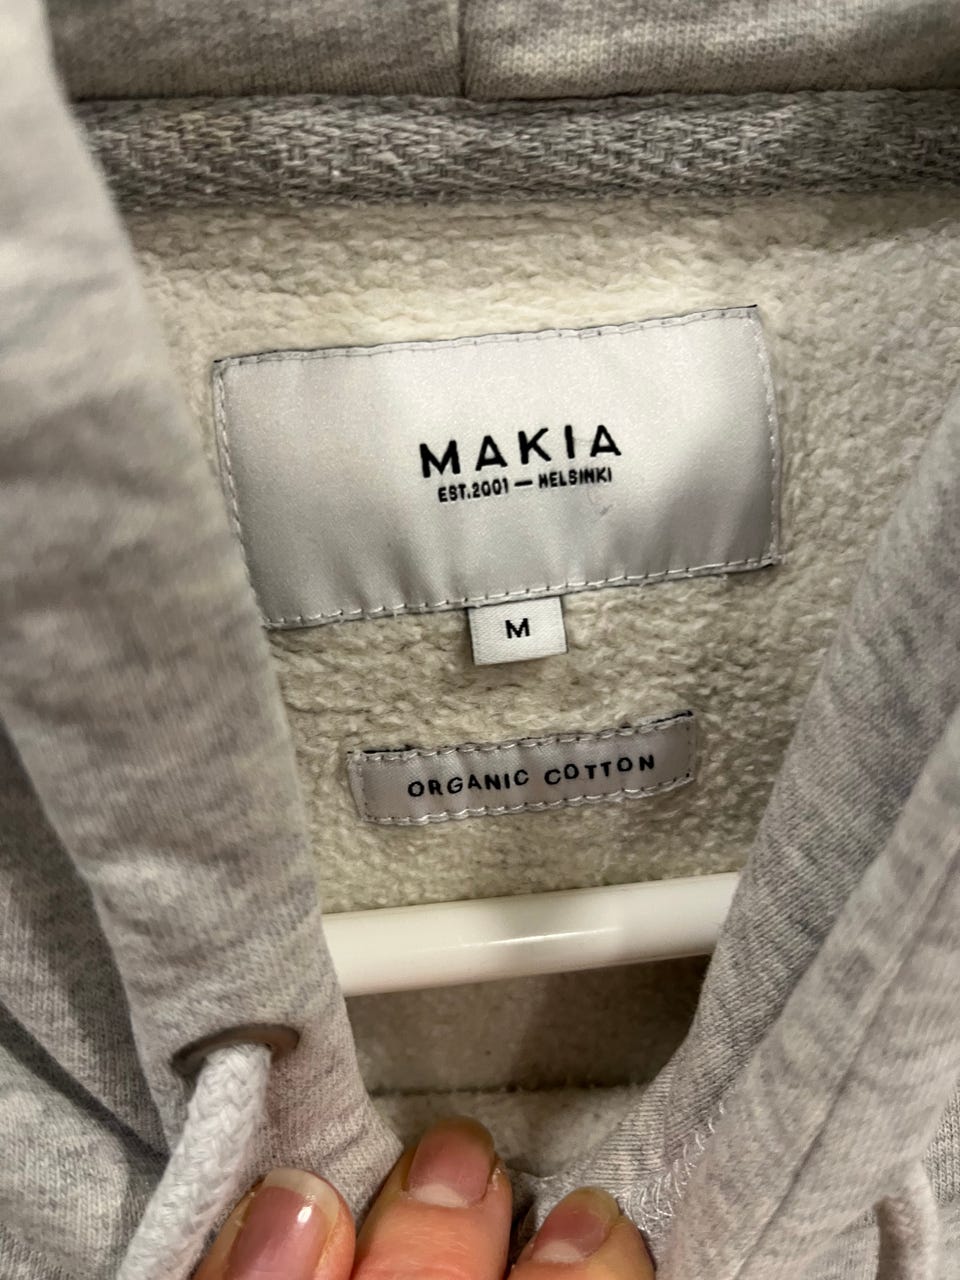 MAKIA
EST.2001 — HELSINKI
M
ORGANIC COTTON